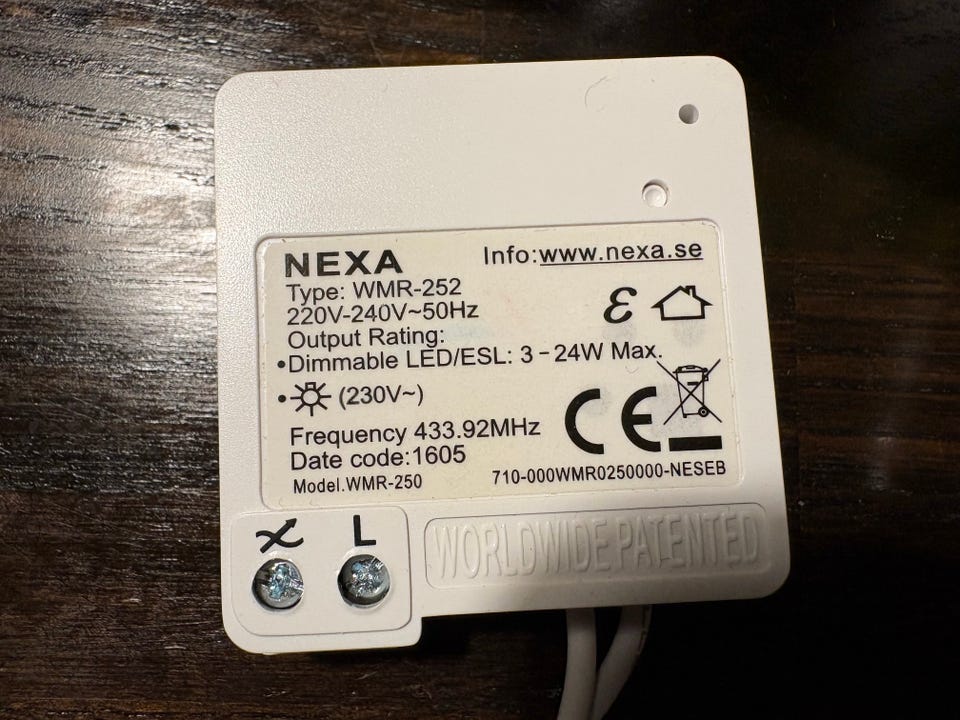 NEXA
Info:www.nexa.se
Type: WMR-252
220V-240V~50Hz
Output Rating:
•Dimmable LED/ESL: 3-24W Max.
• (230V~)
Frequency 433.92MHz
Date code:1605
Model.WMR-250
710-000WMR0250000-NESEB
CE
L
WORLDWIDE PATENTED